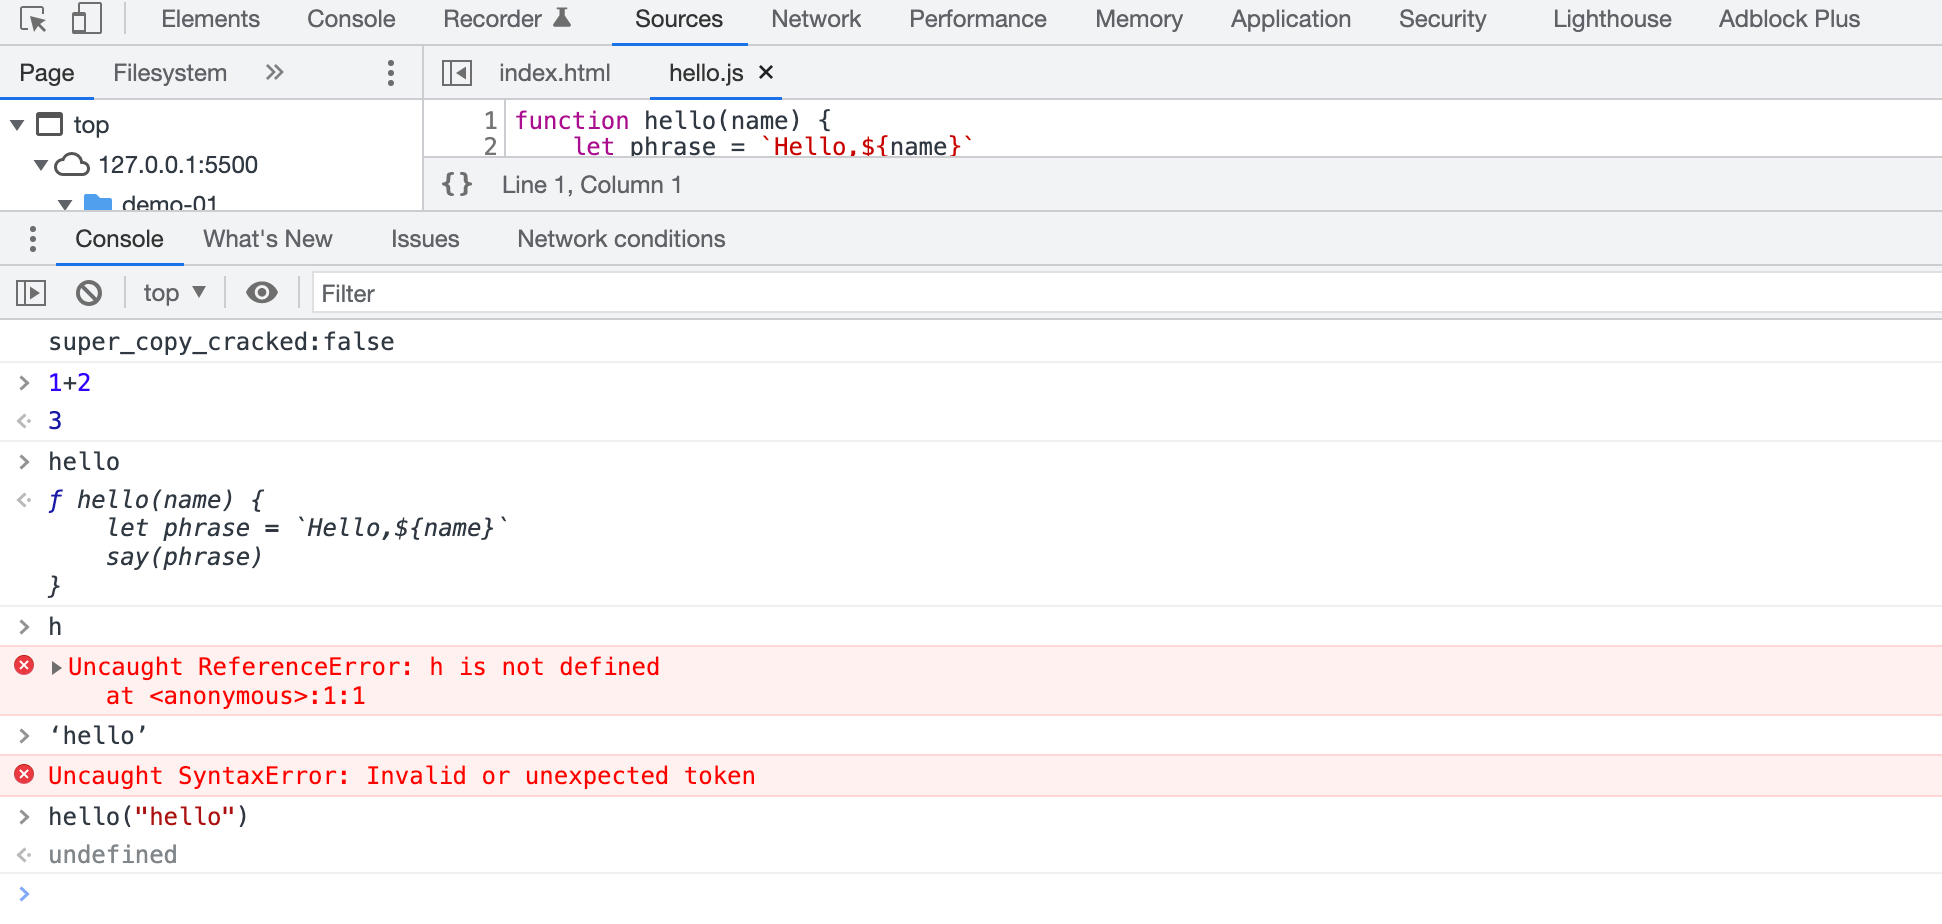 Elements Console Recorder Sources Network Performance Memory Application Security Lighthouse Adblock Plus
Page Filesystem » index.html hello.js ×
top
127.0.0.1:5500
demo-01
1 function hello(name) {
2     let phrase = `Hello,${name}`
{} Line 1, Column 1
Console What's New Issues Network conditions
top ▼ Filter
super_copy_cracked:false
> 1+2
3
> hello
ƒ hello(name) {
    let phrase = `Hello,${name}`
    say(phrase)
}
> h
Uncaught ReferenceError: h is not defined
    at <anonymous>:1:1
> ‘hello’
Uncaught SyntaxError: Invalid or unexpected token
> hello("hello")
undefined
>